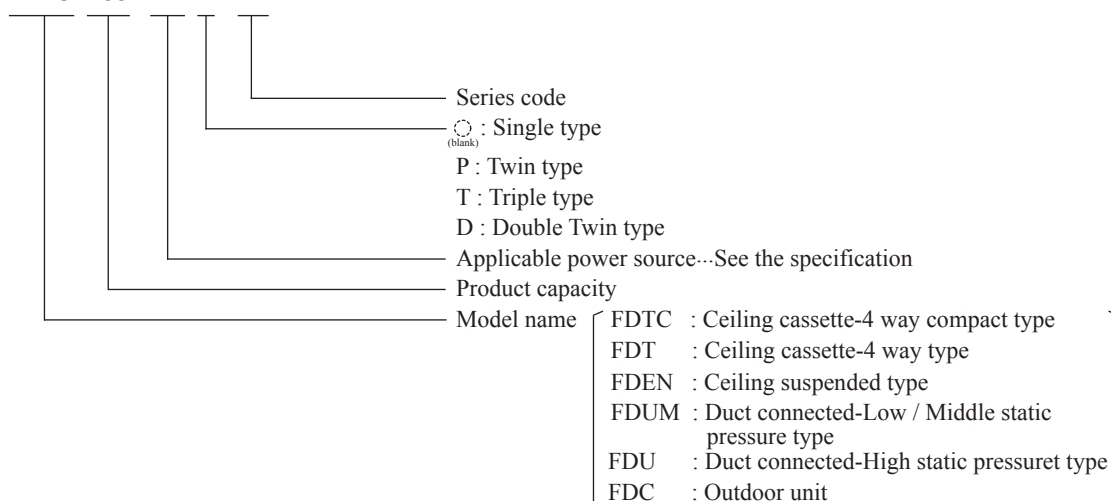 Series code
(blank) : Single type
P : Twin type
T : Triple type
D : Double Twin type
Applicable power source···See the specification
Product capacity
Model name
FDTC : Ceiling cassette-4 way compact type
FDT : Ceiling cassette-4 way type
FDEN : Ceiling suspended type
FDUM : Duct connected-Low / Middle static
pressure type
FDU : Duct connected-High static pressuret type
FDC : Outdoor unit